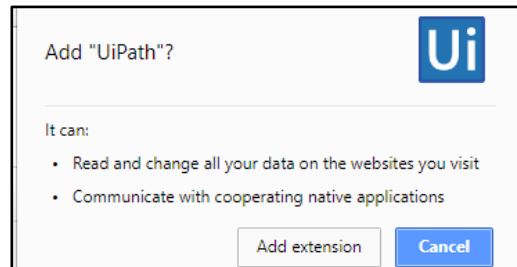 Add "UiPath"?
Ui
It can:
• Read and change all your data on the websites you visit
• Communicate with cooperating native applications
Add extension
Cancel